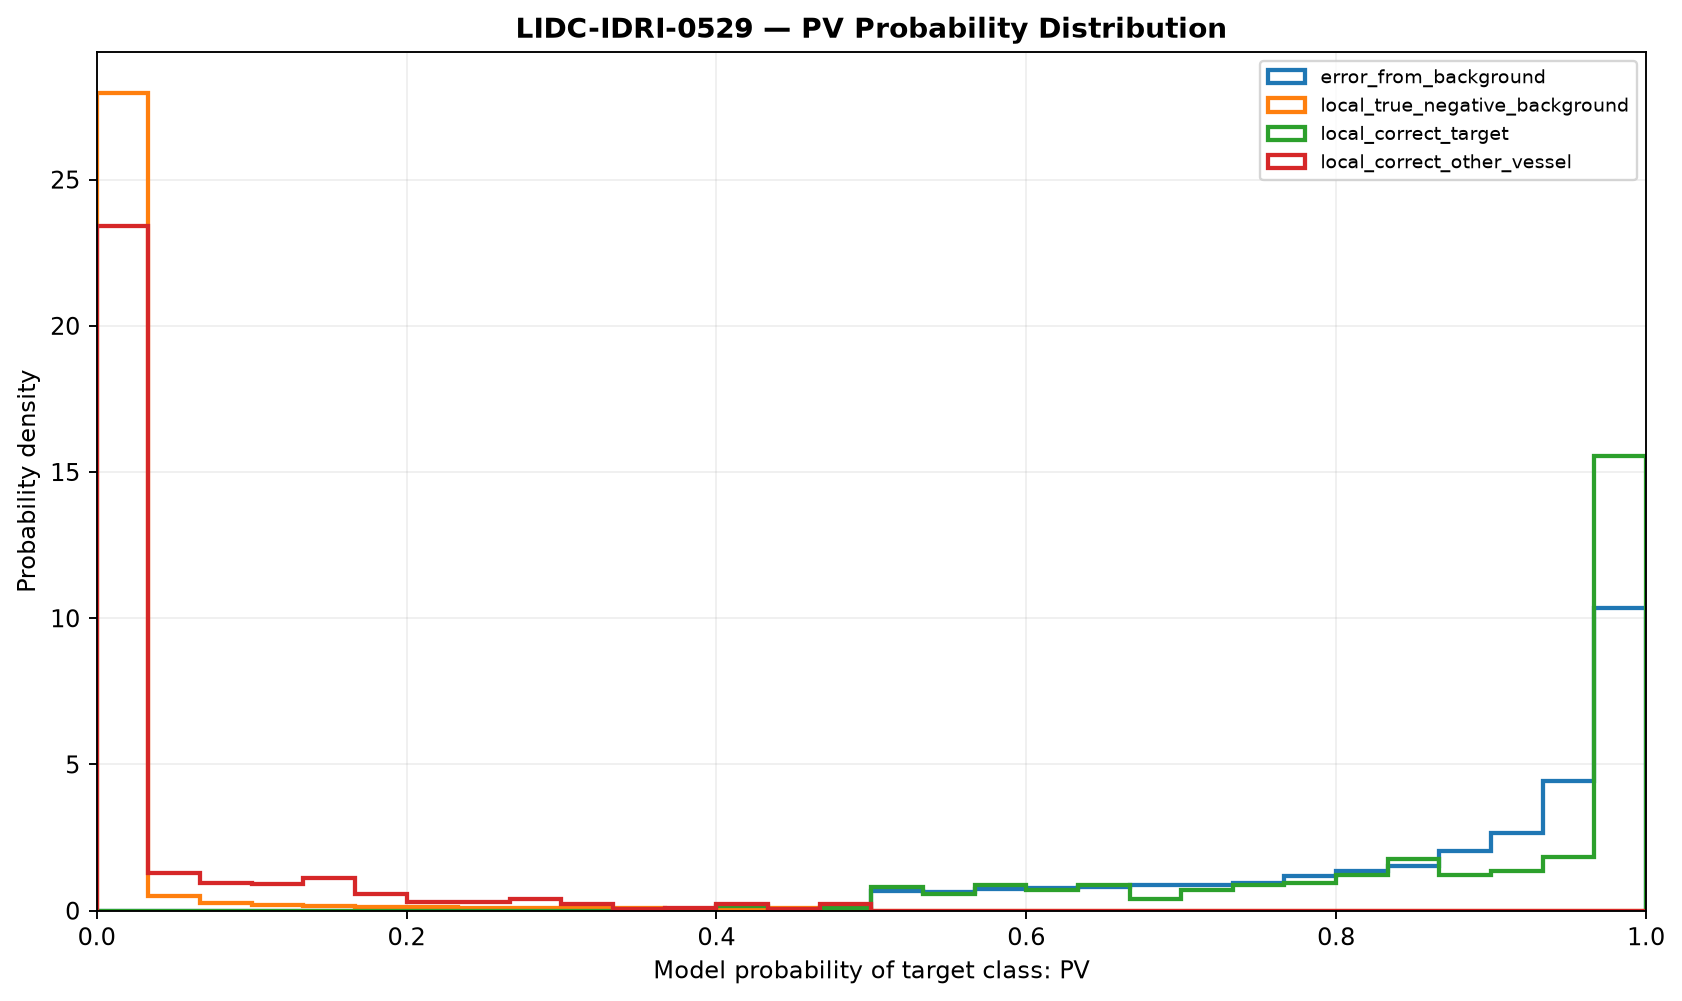 LIDC-IDRI-0529 — PV Probability Distribution
error_from_background
local_true_negative_background
local_correct_target
local_correct_other_vessel
Probability density
25
20
15
10
5
0
0.0 0.2 0.4 0.6 0.8 1.0
Model probability of target class: PV